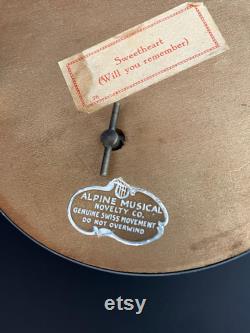 Sweetheart
(Will you remember)
ALPINE MUSICAL
NOVELTY CO.
GENUINE SWISS MOVEMENT
DO NOT OVERWIND
Etsy